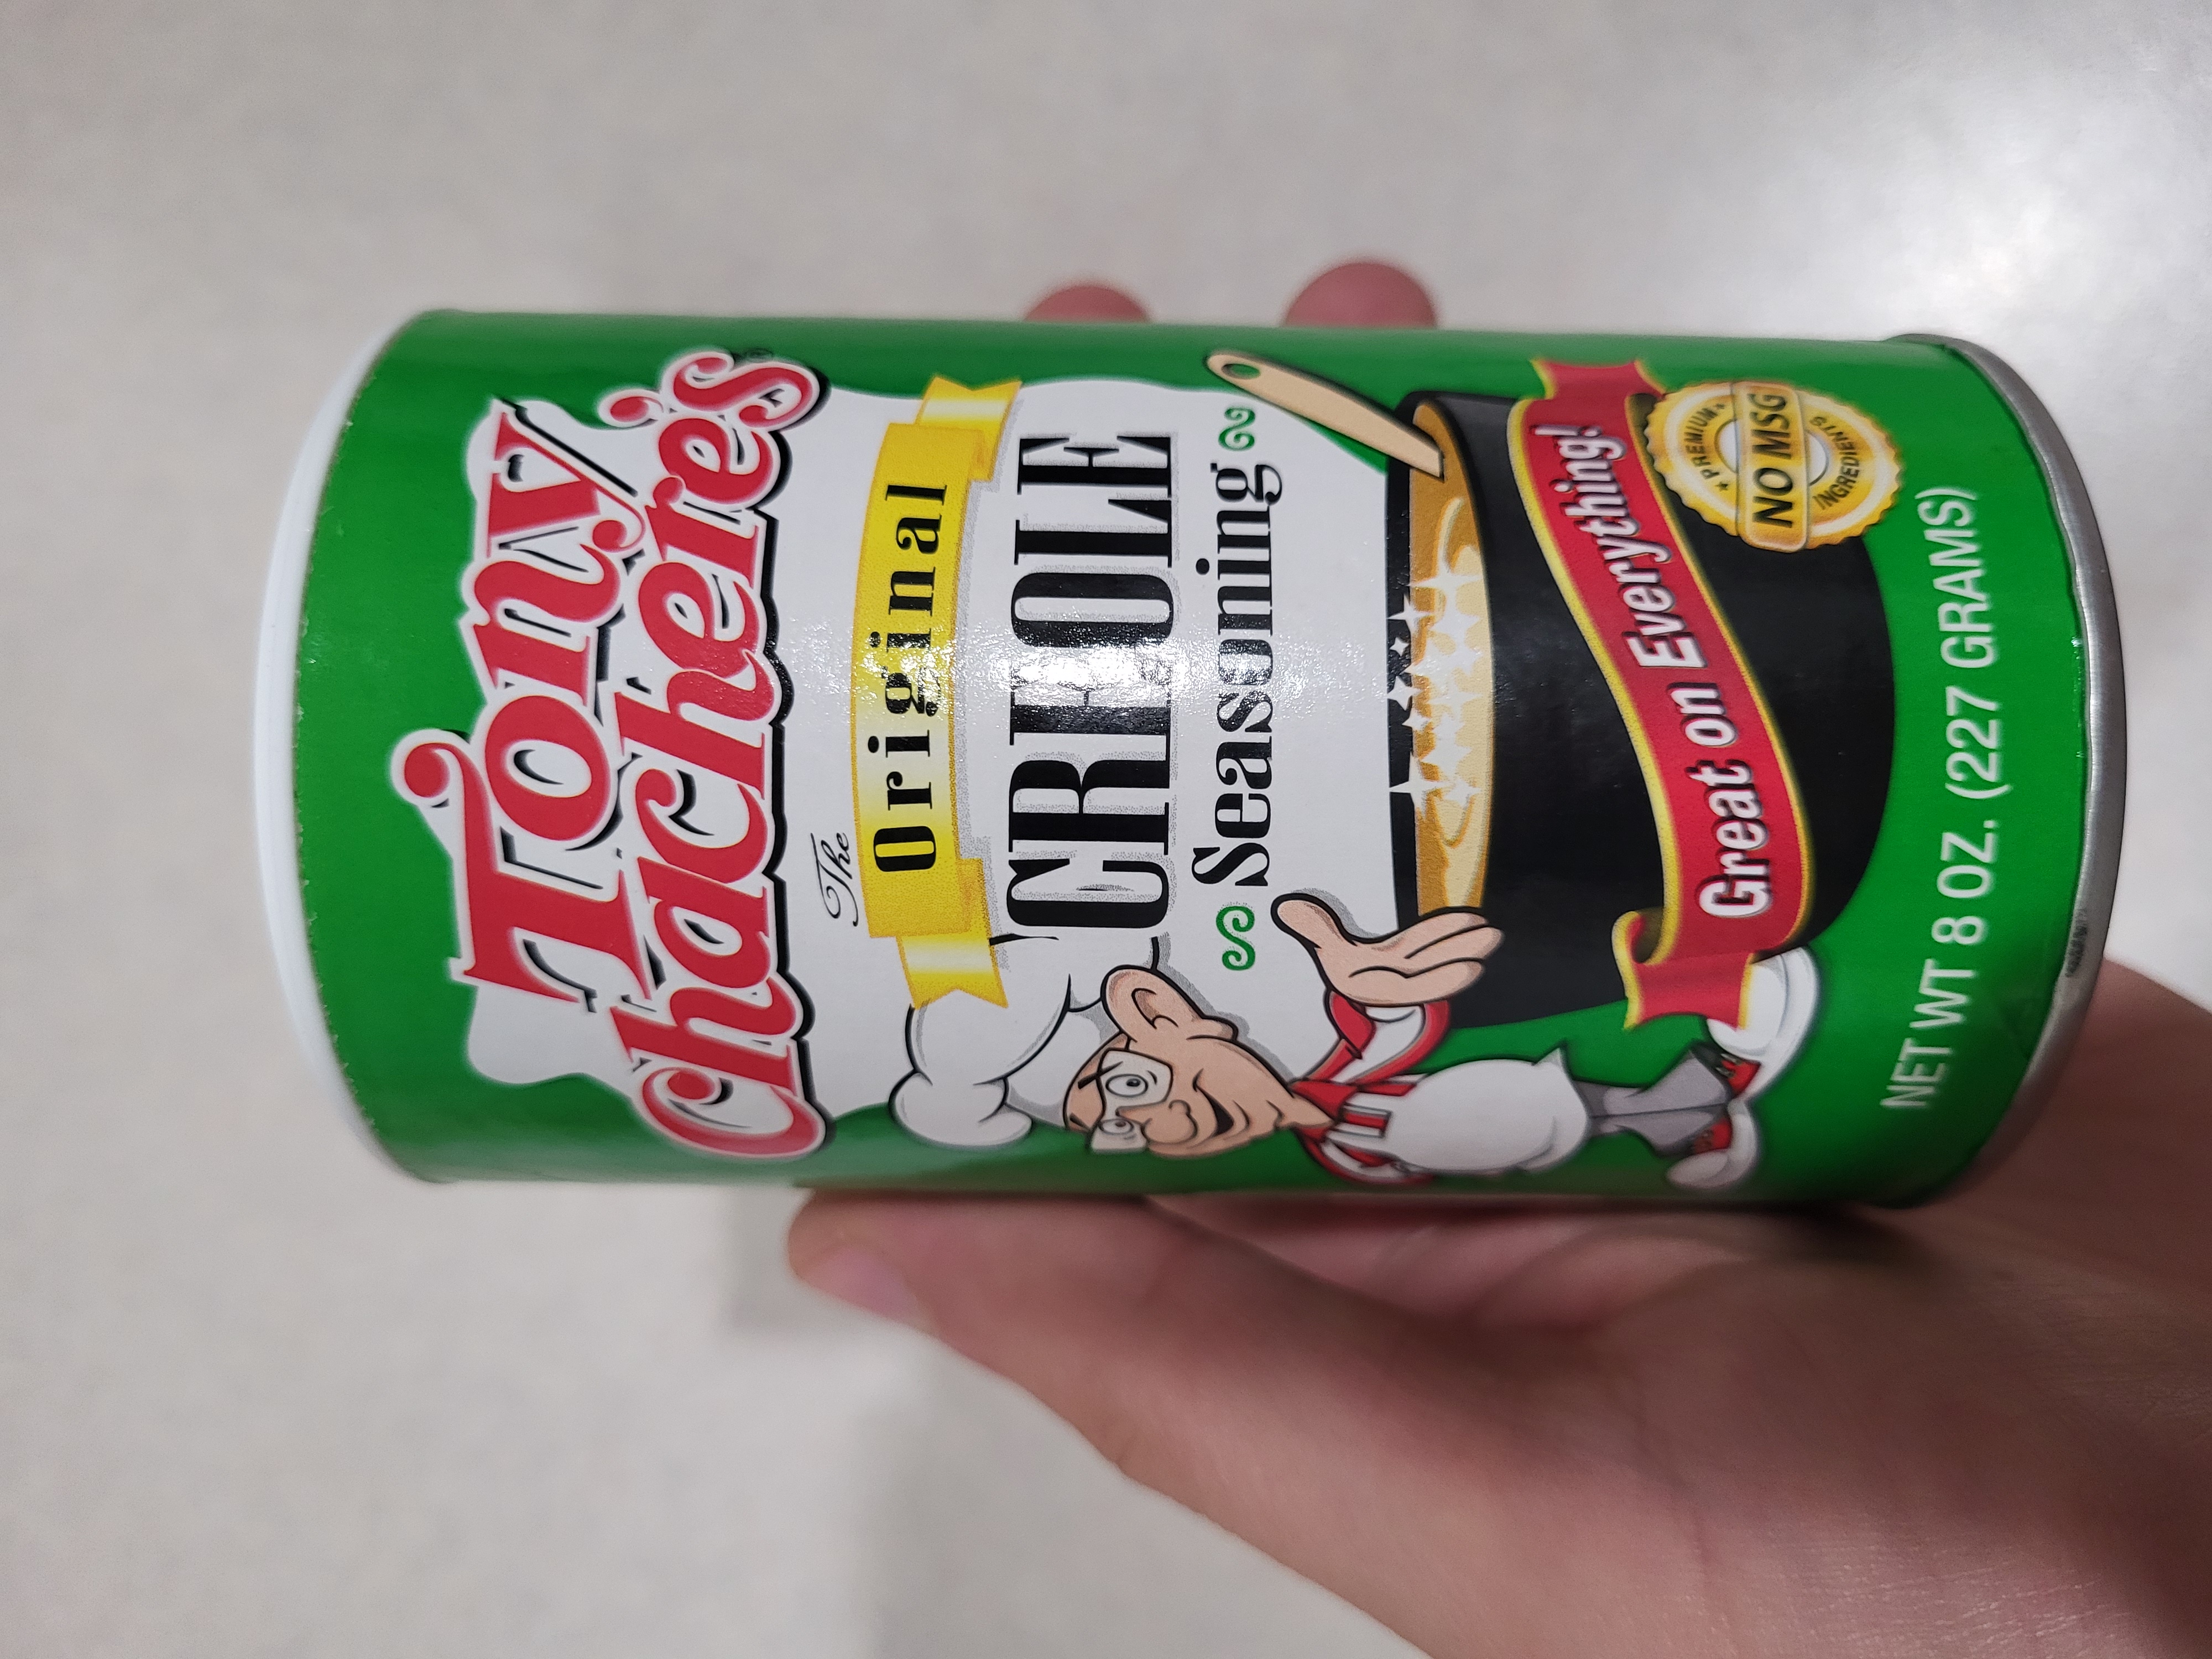 Tony
Chachere's®
The
Original
CREOLE
Seasoning
Great on Everything!
PREMIUM
NO MSG
INGREDIENTS
NET WT 8 OZ. (227 GRAMS)